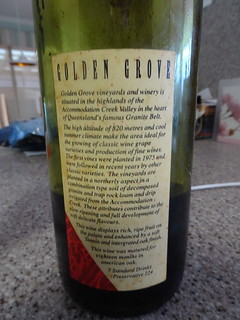 GOLDEN GROVE
Golden Grove vineyards and winery is
situated in the highlands of the
Accommodation Creek Valley in the heart
of Queensland's famous Granite Belt.
The high altitude of 820 metres and cool
summer climate make the area ideal for
the growing of classic wine grape
varieties and production of fine wines.
The first vines were planted in 1975 and
were followed in recent years by other
classic varieties. The vineyards are
planted in a northerly aspect in a
combination type soil of decomposed
granite and trap rock loam and drip
irrigated from the Accommodation
Creek. These attributes contribute to the
slow ripening and full development of
delicate flavours.
This wine displays rich, ripe fruit on
the palate and enhanced by a soft
tannin and intergrated oak finish.
This wine was matured for
eighteen months in
american oak.
Standard Drinks
Preservative 224